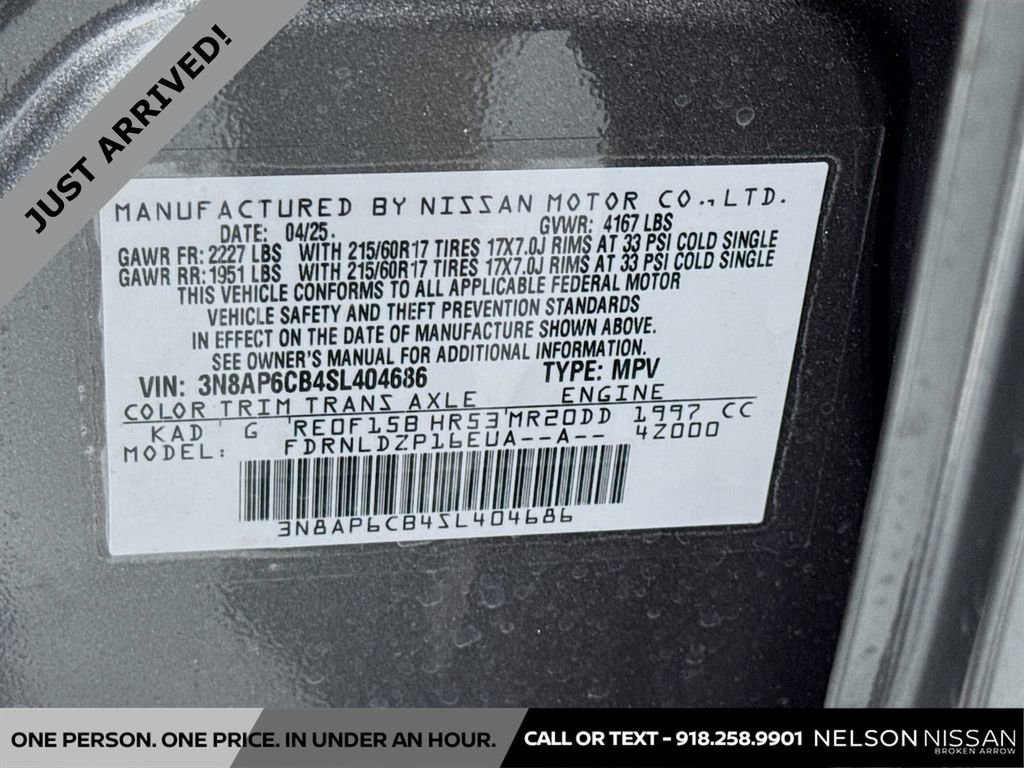 JUST ARRIVED!
MANUFACTURED BY NISSAN MOTOR CO., LTD.
DATE: 04/25. GVWR: 4167 LBS
GAWR FR: 2227 LBS WITH 215/60R17 TIRES 17X7.0J RIMS AT 33 PSI COLD SINGLE
GAWR RR: 1951 LBS WITH 215/60R17 TIRES 17X7.0J RIMS AT 33 PSI COLD SINGLE
THIS VEHICLE CONFORMS TO ALL APPLICABLE FEDERAL MOTOR
VEHICLE SAFETY AND THEFT PREVENTION STANDARDS
IN EFFECT ON THE DATE OF MANUFACTURE SHOWN ABOVE.
SEE OWNER'S MANUAL FOR ADDITIONAL INFORMATION.
VIN: 3N8AP6CB4SL404686 TYPE: MPV
COLOR TRIM TRANS AXLE ENGINE
KAD G RE0F15B HR53 MR20DD 1997 CC
MODEL: FDRNLDZP16EUA--A-- 4Z000
3N8AP6CB4SL404686
ONE PERSON. ONE PRICE. IN UNDER AN HOUR.
CALL OR TEXT - 918.258.9901 NELSON NISSAN
BROKEN ARROW